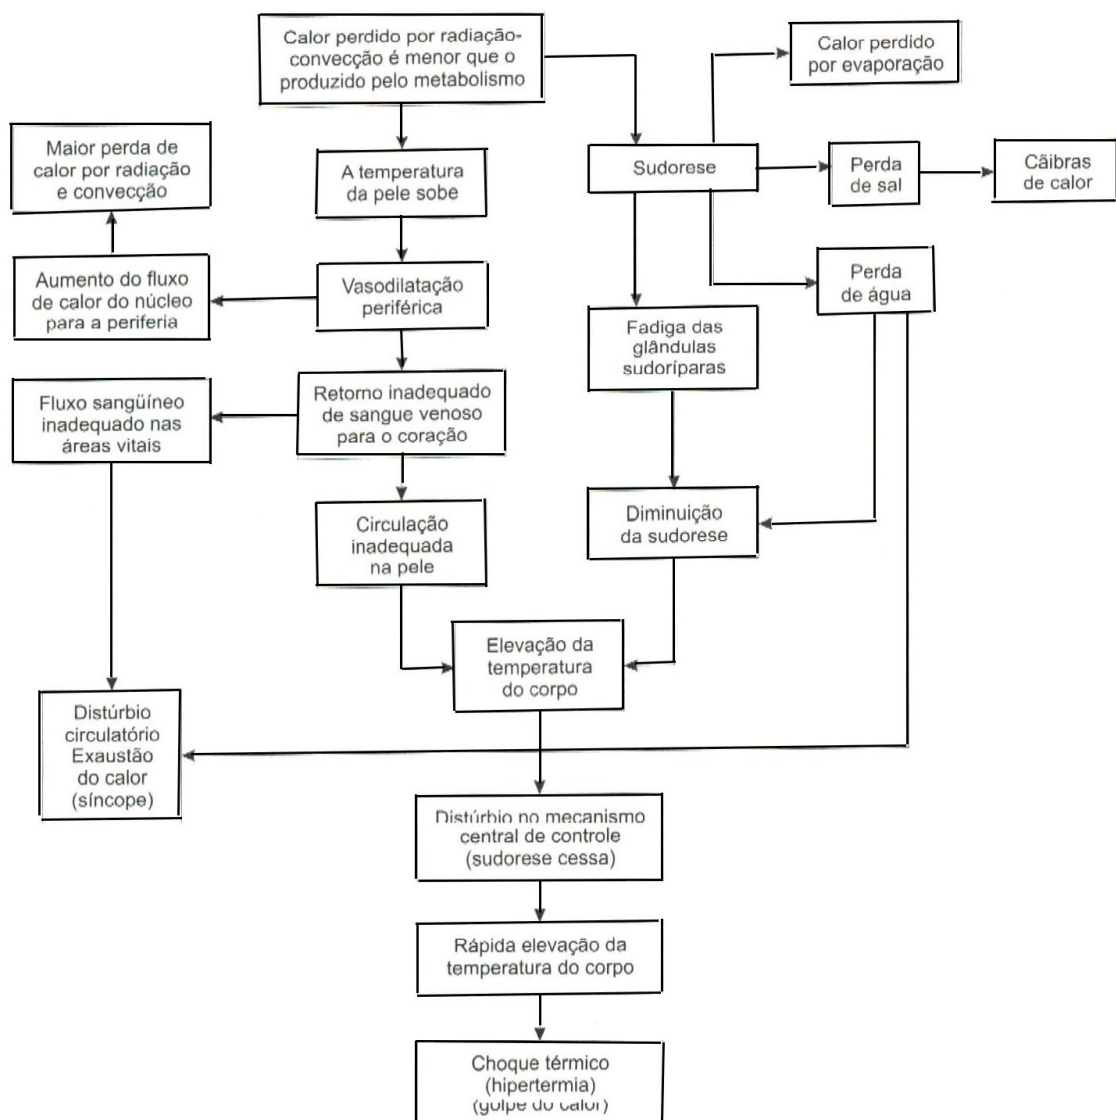 Calor perdido por radiação-
convecção é menor que o
produzido pelo metabolismo
Calor perdido
por evaporação
Maior perda de
calor por radiação
e convecção
A temperatura
da pele sobe
Sudorese
Perda
de sal
Cãibras
de calor
Aumento do fluxo
de calor do núcleo
para a periferia
Vasodilatação
periférica
Perda
de água
Fadiga das
glândulas
sudoríparas
Fluxo sangüíneo
inadequado nas
áreas vitais
Retorno inadequado
de sangue venoso
para o coração
Circulação
inadequada
na pele
Diminuição
da sudorese
Elevação da
temperatura
do corpo
Distúrbio
circulatório
Exaustão
do calor
(síncope)
Distúrbio no mecanismo
central de controle
(sudorese cessa)
Rápida elevação da
temperatura do corpo
Choque térmico
(hipertermia)
(golpe do calor)